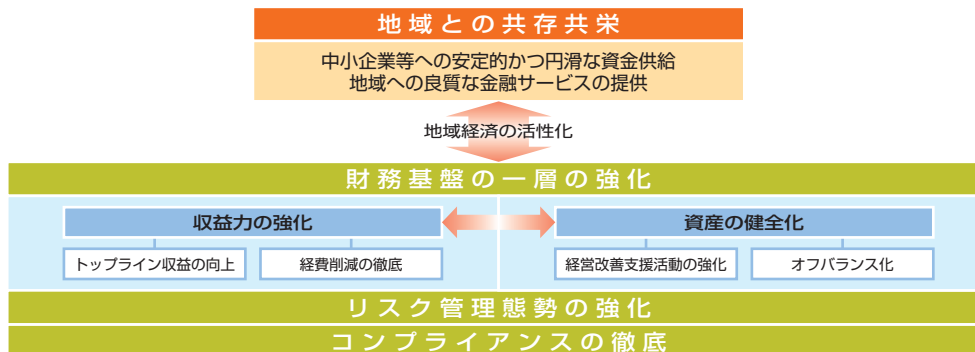 地域との共存共栄
中小企業等への安定的かつ円滑な資金供給
地域への良質な金融サービスの提供
地域経済の活性化
財務基盤の一層の強化
収益力の強化
資産の健全化
トップライン収益の向上
経費削減の徹底
経営改善支援活動の強化
オフバランス化
リスク管理態勢の強化
コンプライアンスの徹底